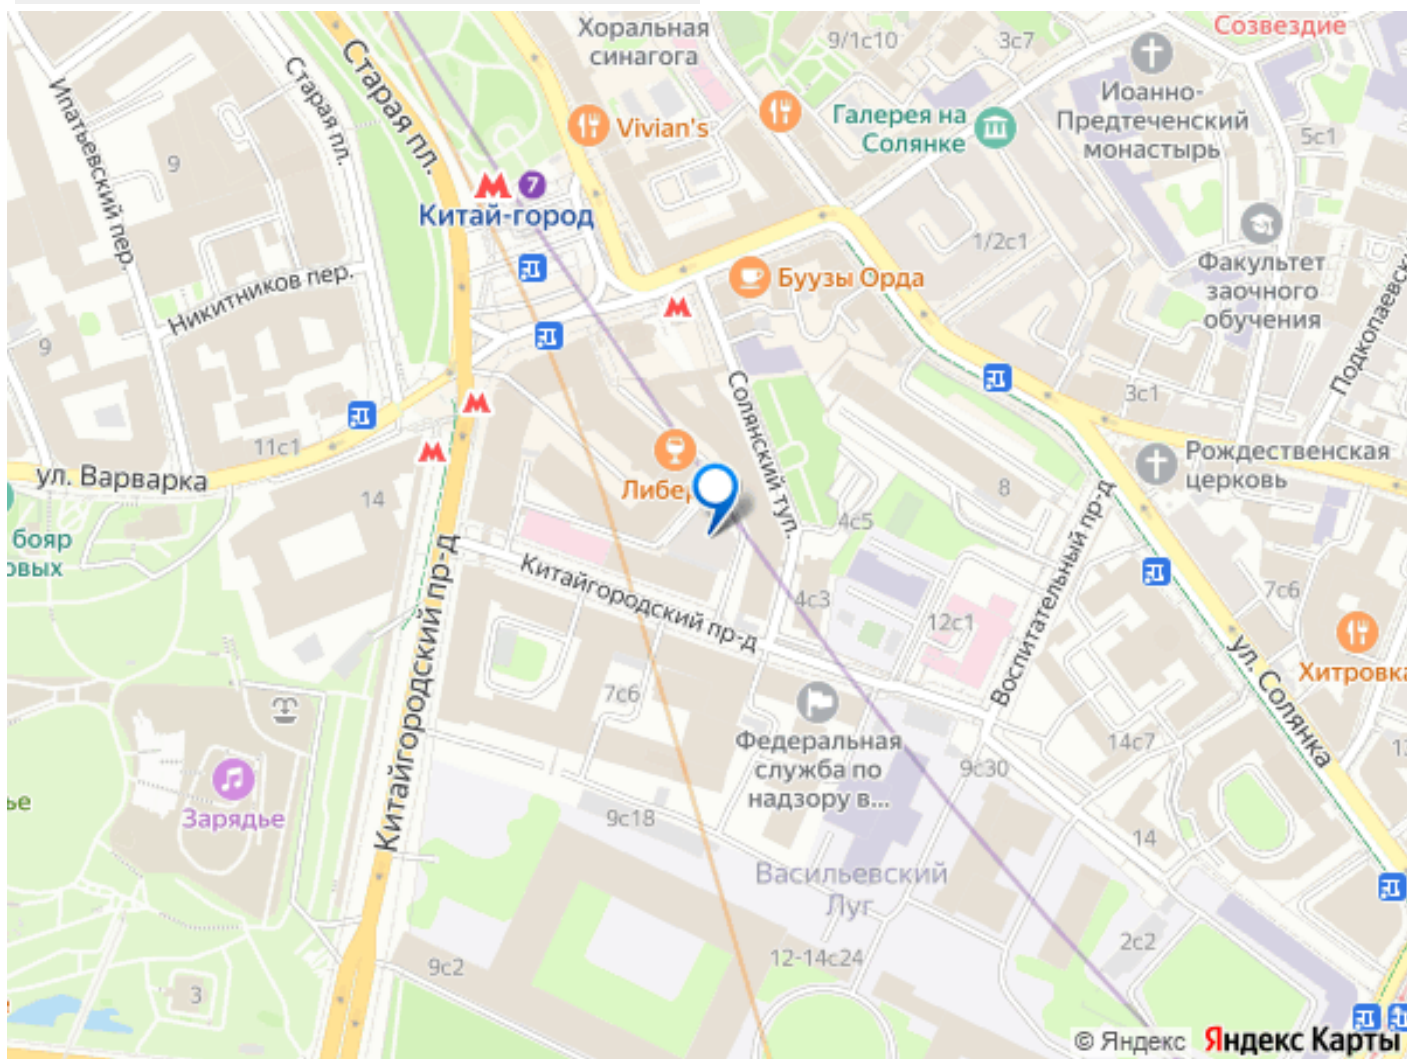 Хоральная
синагога
9/1с10
3с7
Созвездие
Ипатьевский пер.
Старая пл.
Старая пл.
Vivian's
Галерея на
Солянке
Иоанно-
Предтеченский
монастырь
5с1
9
7
Китай-город
Никитников пер.
9
1/2с1
Буузы Орда
Факультет
заочного
обучения
3с1
11с1
ул. Варварка
14
Солянский туп.
8
Рождественская
церковь
4с5
бояр
Китайгородский пр-д
Китайгородский пр-д
4с3
12с1
Воспитательный пр-д
7с6
ул. Солянка
Хитровка
7с6
Федеральная
служба по
надзору в...
9с30
14с7
Зарядье
9с18
14
Васильевский
Луг
2с2
9с2
12-14с24
3
© Яндекс Яндекс Карты